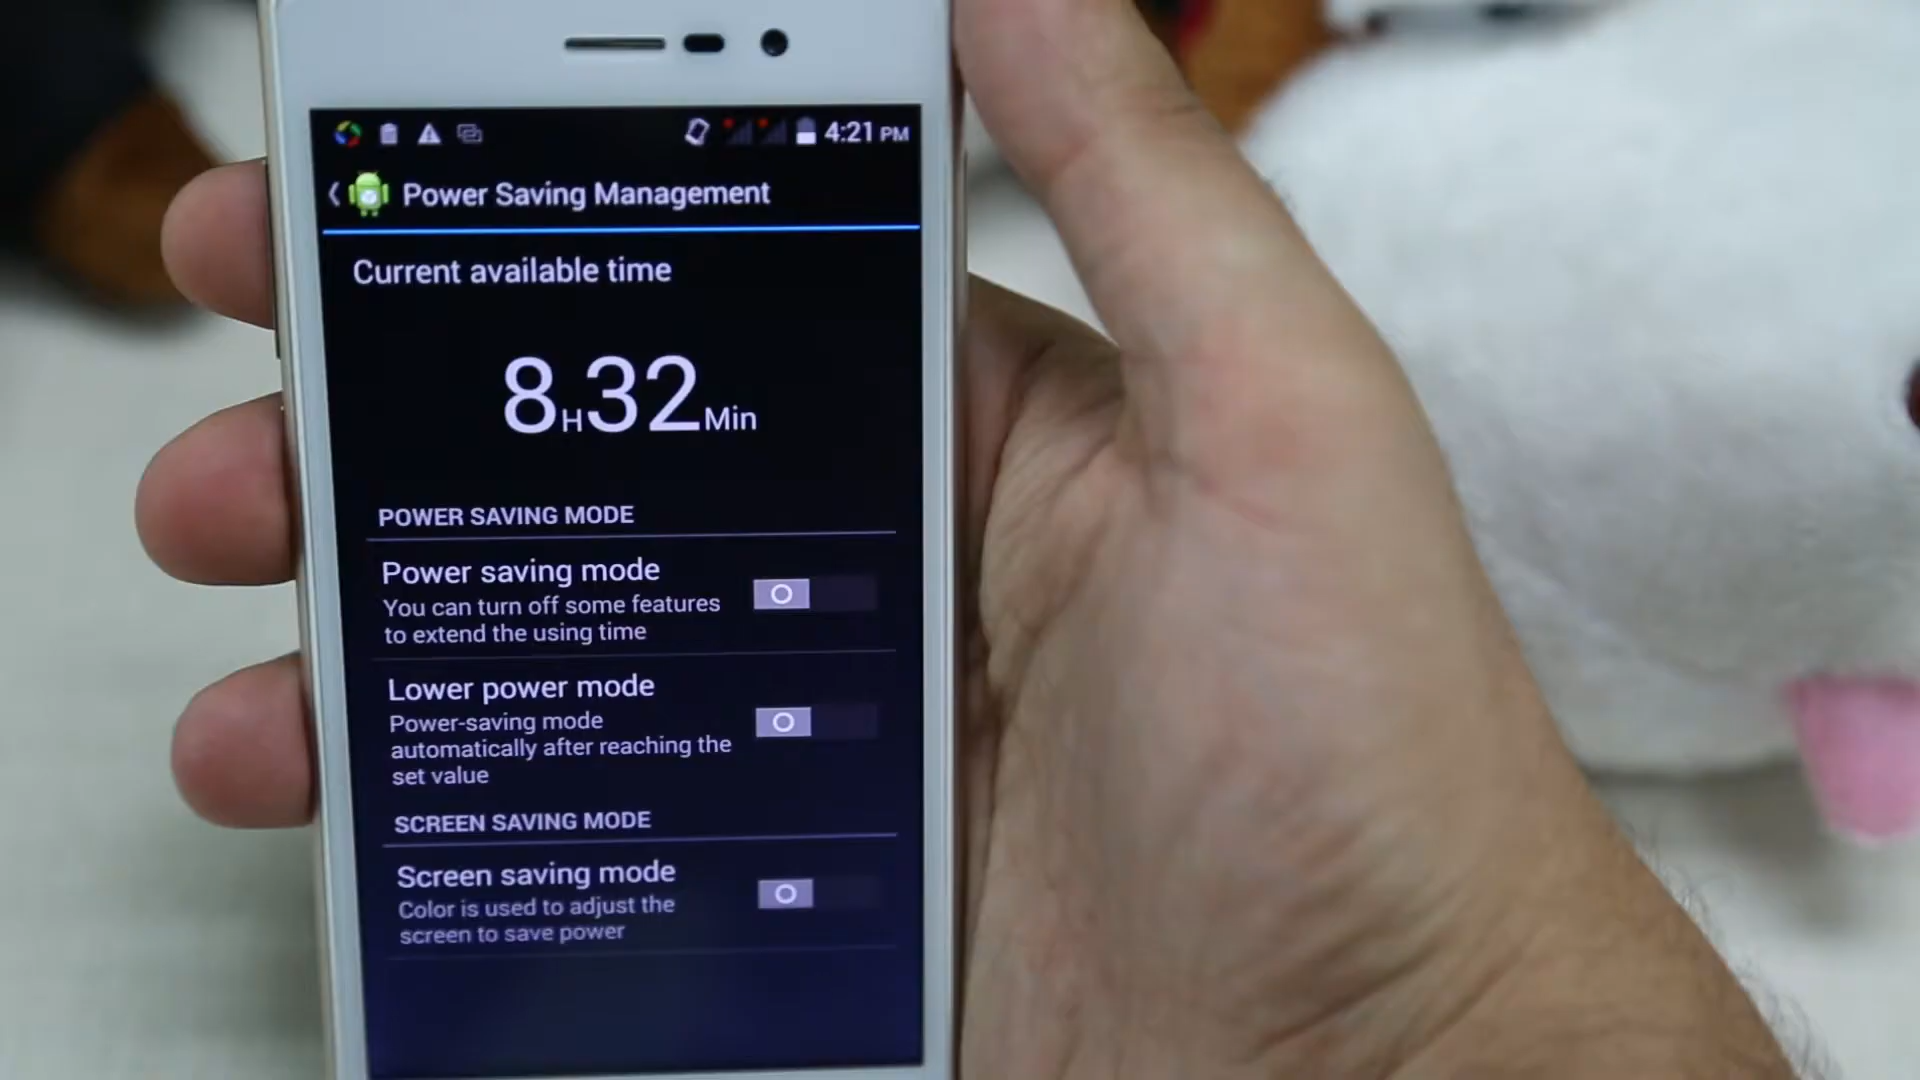 4:21 PM
Power Saving Management
Current available time
8H32Min
POWER SAVING MODE
Power saving mode
You can turn off some features
to extend the using time
Lower power mode
Power-saving mode
automatically after reaching the
set value
SCREEN SAVING MODE
Screen saving mode
Color is used to adjust the
screen to save power